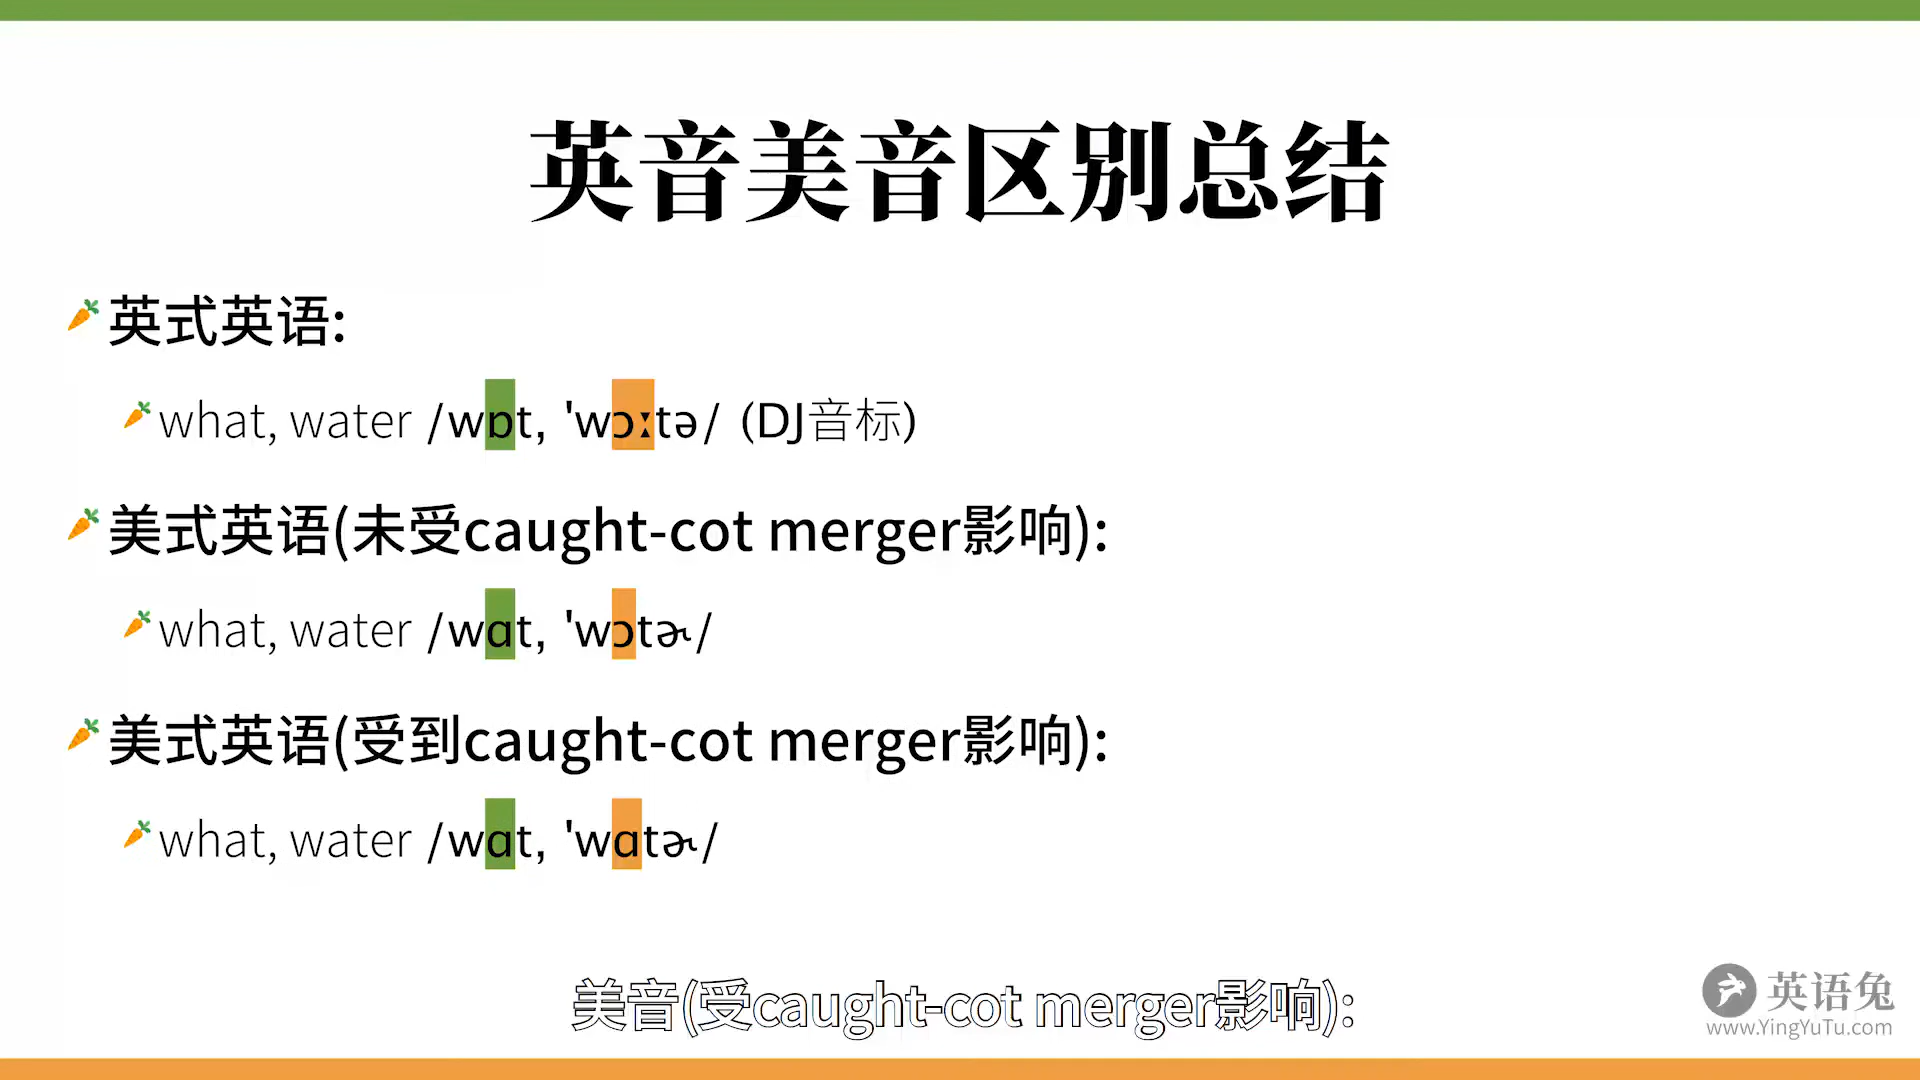 英音美音区别总结
英式英语:
what, water /wɒt, 'wɔːtə/ (DJ音标)
美式英语(未受caught-cot merger影响):
what, water /wɑt, 'wɔtɚ/
美式英语(受到caught-cot merger影响):
what, water /wɑt, 'wɑtɚ/
美音(受caught-cot merger影响):
英语兔
www.YingYuTu.com